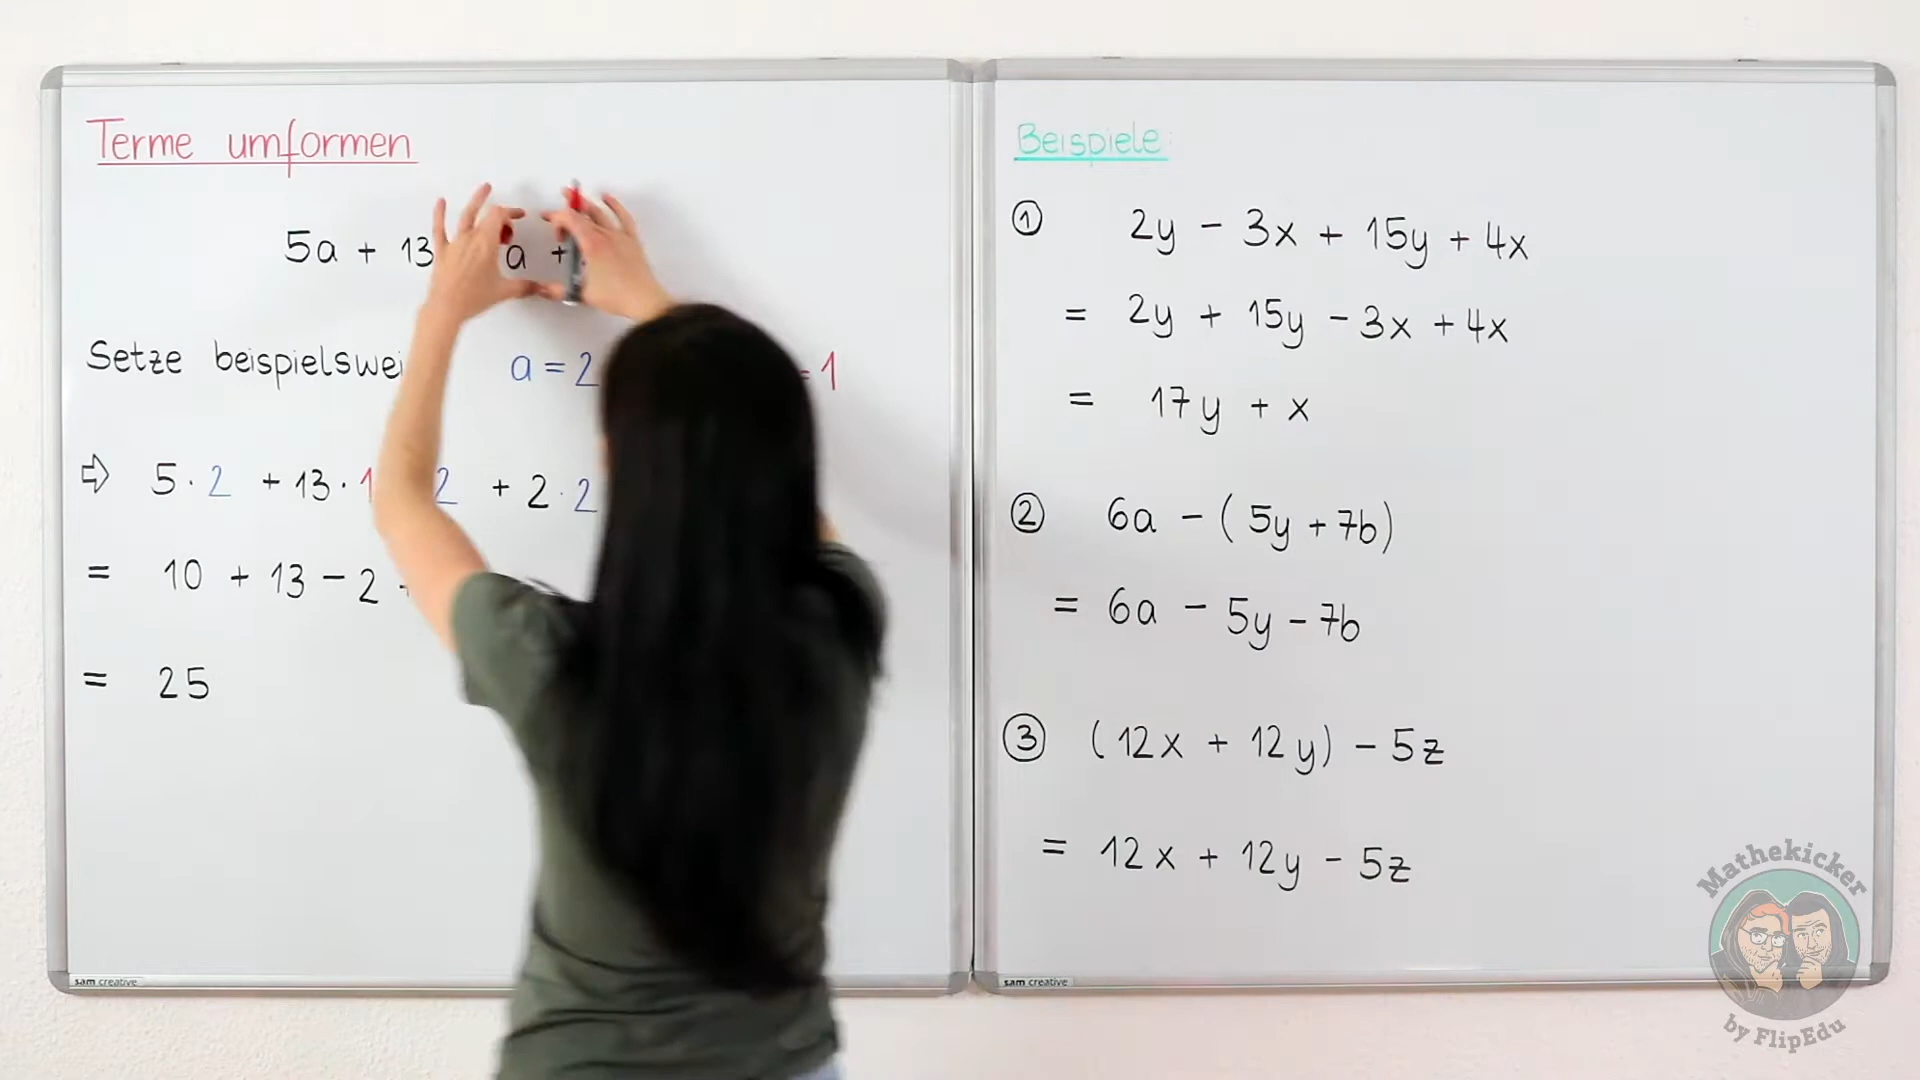 Terme umformen
5a + 13 a +
Setze beispielswei a = 2 = 1
⇨ 5 · 2 + 13 · 1 2 + 2 · 2
= 10 + 13 - 2
= 25
sam creative
Beispiele
① 2y - 3x + 15y + 4x
= 2y + 15y - 3x + 4x
= 17y + x
② 6a - (5y + 7b)
= 6a - 5y - 7b
③ (12x + 12y) - 5z
= 12x + 12y - 5z
sam creative
Mathekicker
by FlipEdu